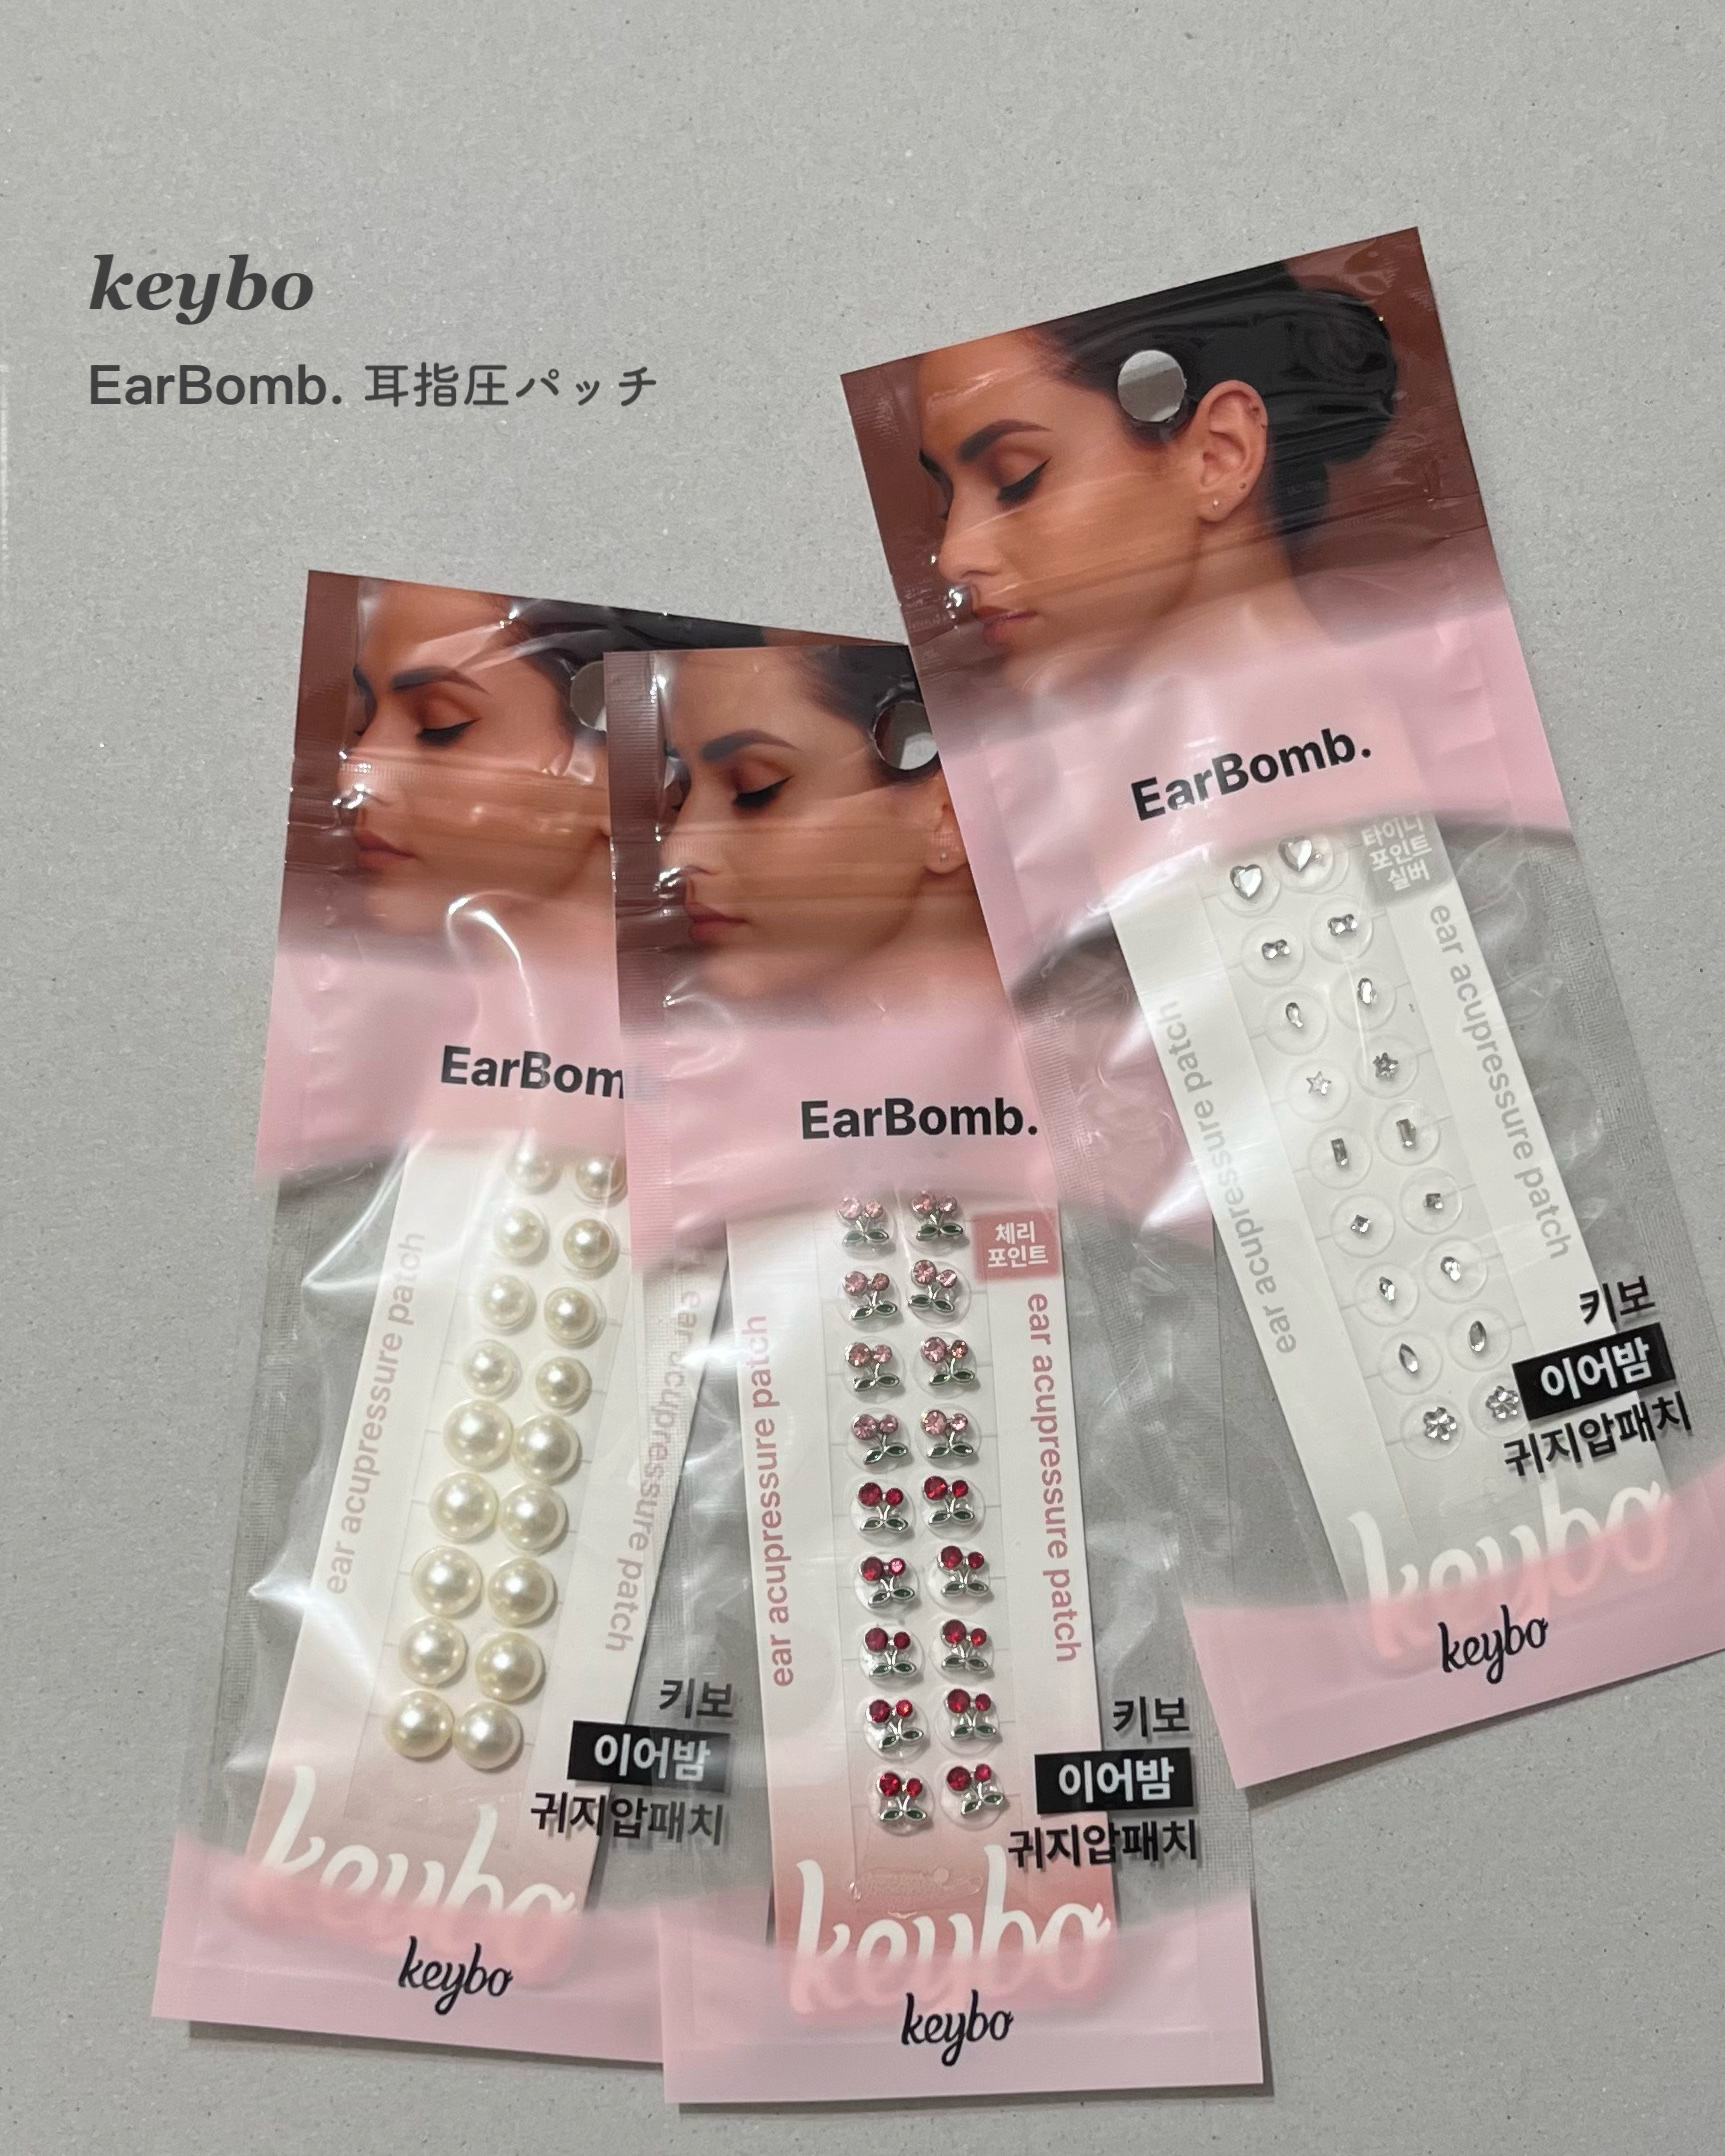 keybo
EarBomb. 耳指圧パッチ
EarBomb.
타이니
포인트
실버
ear acupressure patch
ear acupressure patch
키보
이어밤
귀지압패치
keybo
keybo
EarBom
ear acupressure patch
ear acupressure patch
키보
이어밤
귀지압패치
keybo
keybo
EarBomb.
체리
포인트
ear acupressure patch
ear acupressure patch
키보
이어밤
귀지압패치
keybo
keybo